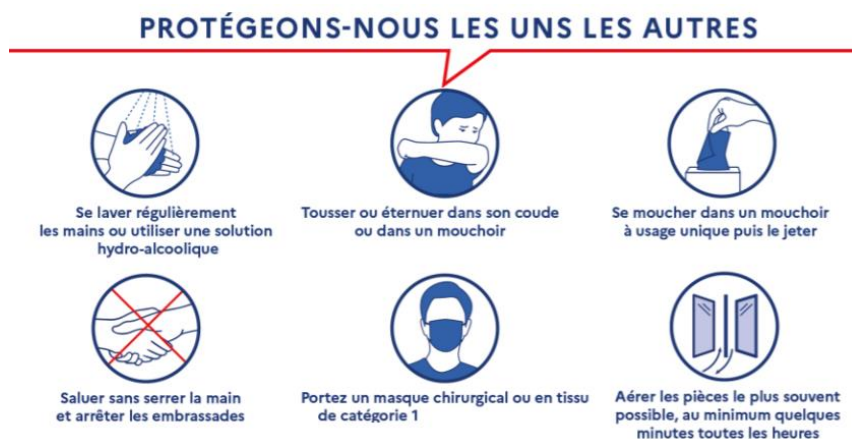 PROTÉGEONS-NOUS LES UNS LES AUTRES
Se laver régulièrement
les mains ou utiliser une solution
hydro-alcoolique
Tousser ou éternuer dans son coude
ou dans un mouchoir
Se moucher dans un mouchoir
à usage unique puis le jeter
Saluer sans serrer la main
et arrêter les embrassades
Portez un masque chirurgical ou en tissu
de catégorie 1
Aérer les pièces le plus souvent
possible, au minimum quelques
minutes toutes les heures